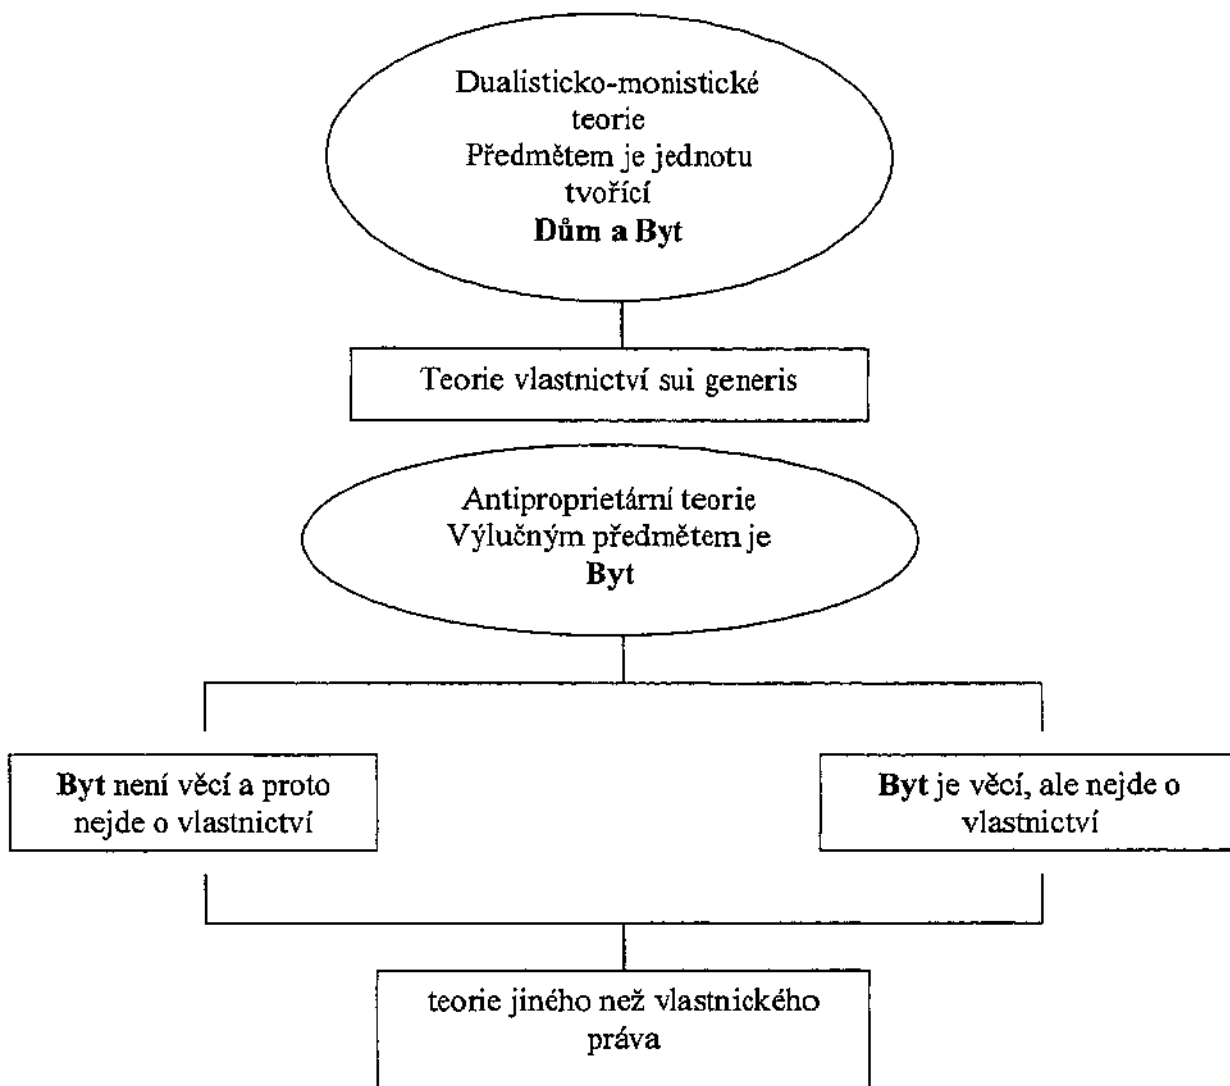 Dualisticko-monistické
teorie
Předmětem je jednotu
tvořící
Dům a Byt
Teorie vlastnictví sui generis
Antiproprietární teorie
Výlučným předmětem je
Byt
Byt není věcí a proto
nejde o vlastnictví
Byt je věcí, ale nejde o
vlastnictví
teorie jiného než vlastnického
práva